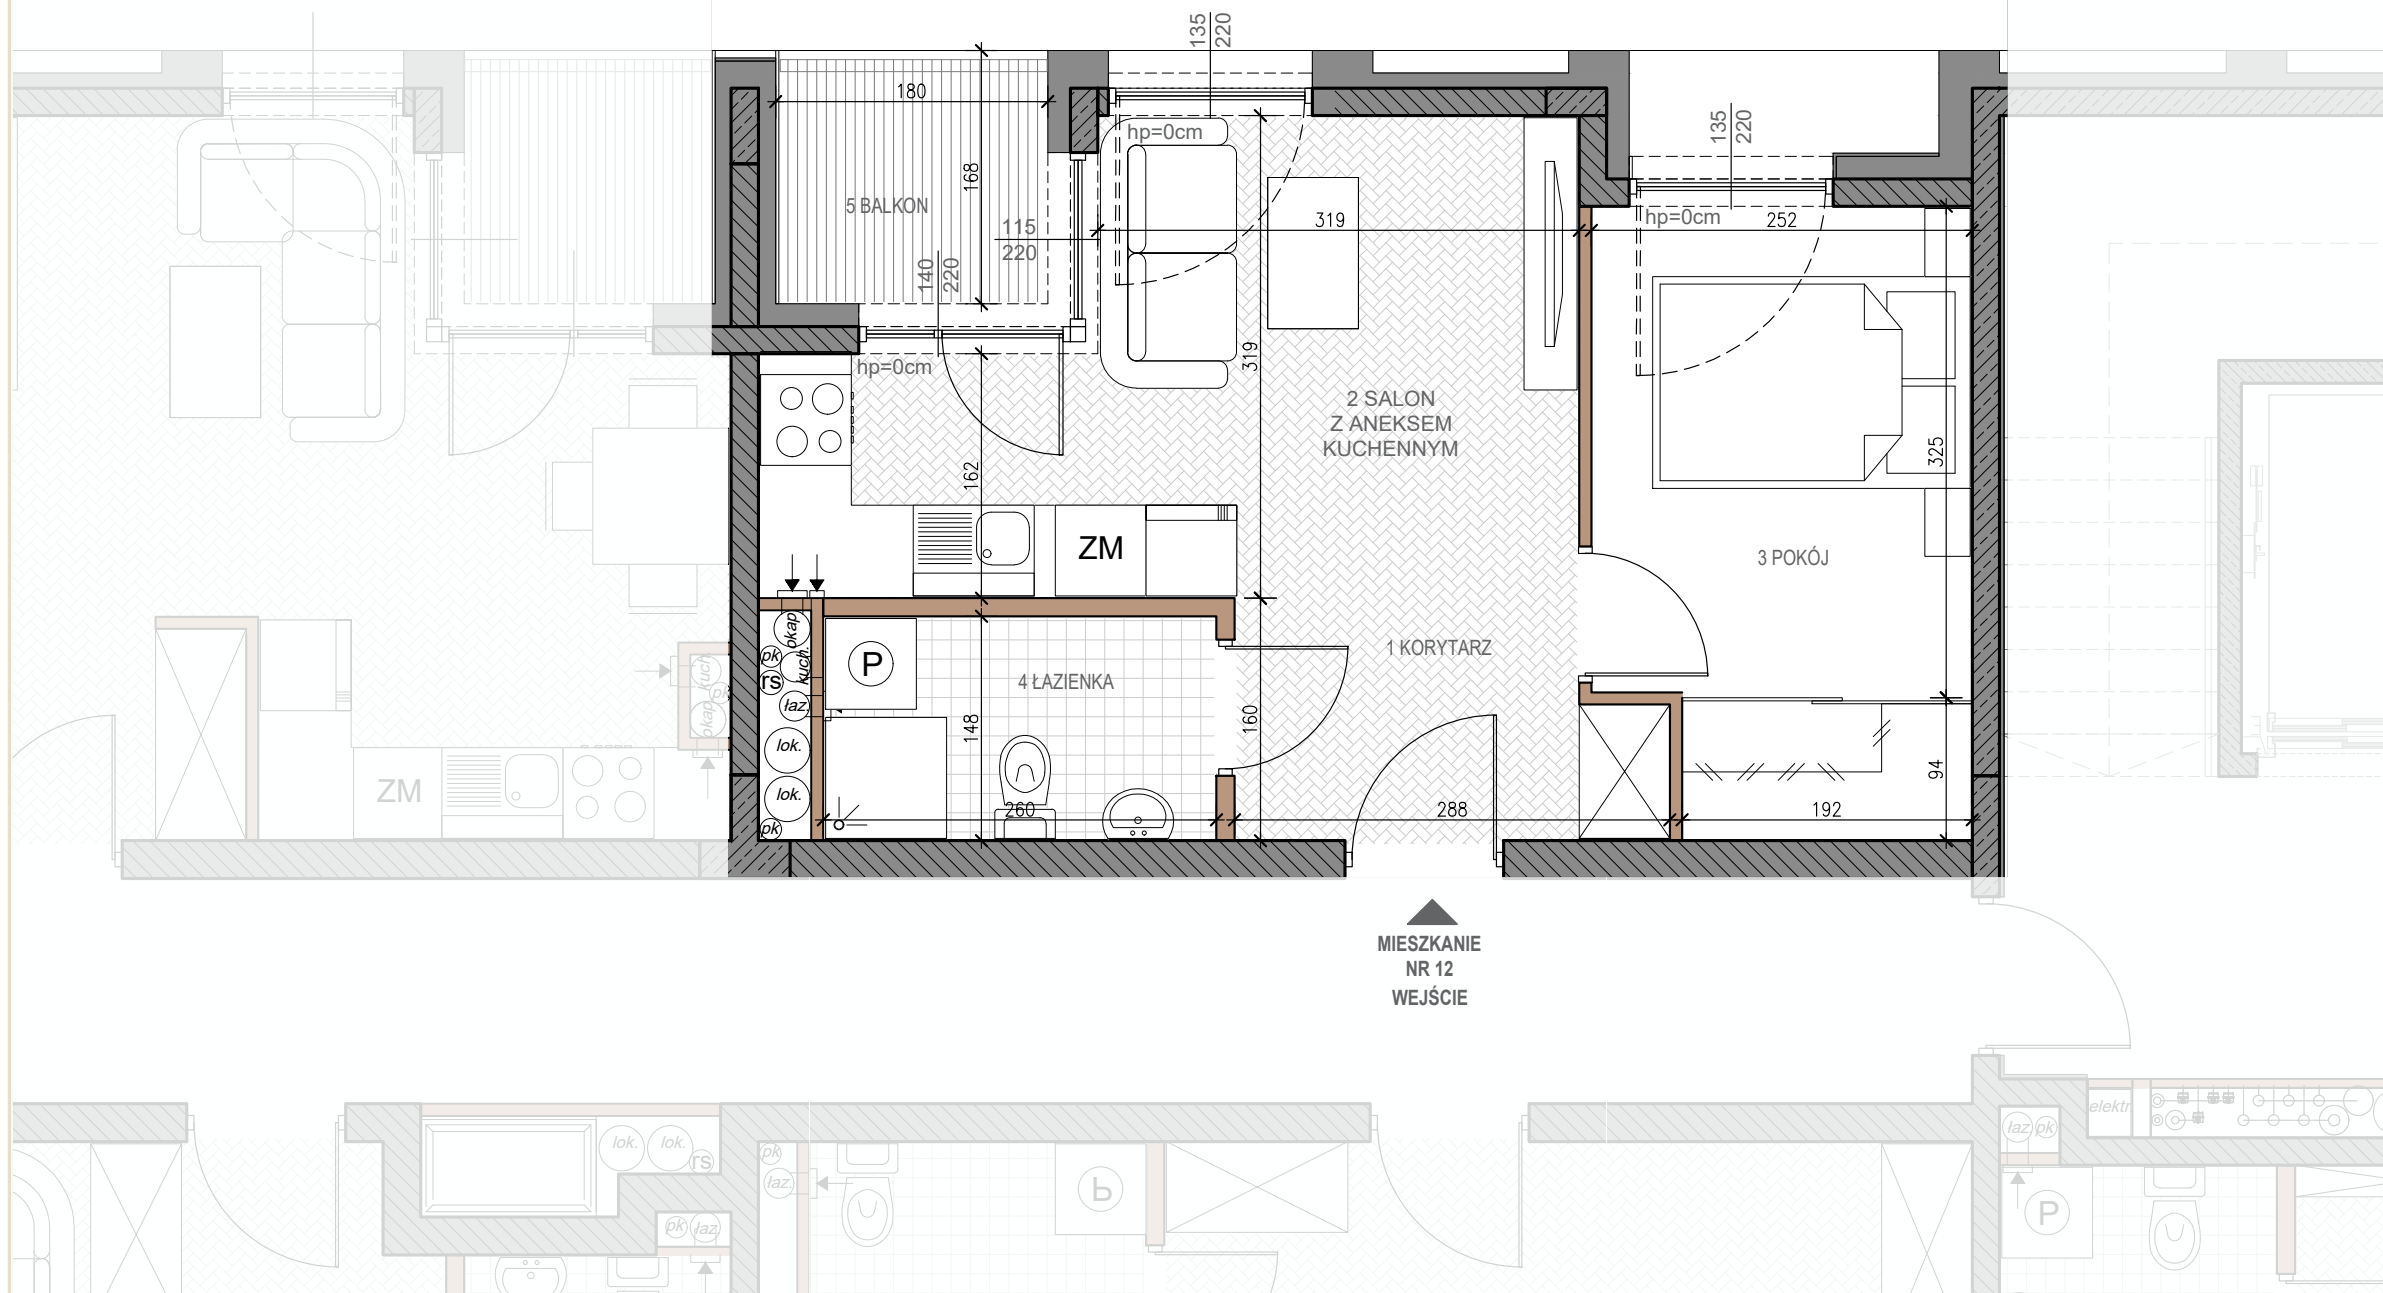 135
220
180
hp=0cm
135
220
168
5 BALKON
115
220
140
220
319
hp=0cm
252
hp=0cm
319
2 SALON
Z ANEKSEM
KUCHENNYM
325
162
ZM
3 POKÓJ
okap
kuch.
pk
rs
łaz.
P
4 ŁAZIENKA
1 KORYTARZ
148
160
lok.
lok.
pk
260
288
94
192
kuch
pk
okap
ZM
MIESZKANIE
NR 12
WEJŚCIE
elektr
łaz.
pk
lok.
lok.
rs
pk
łaz.
pk
łaz
P
P